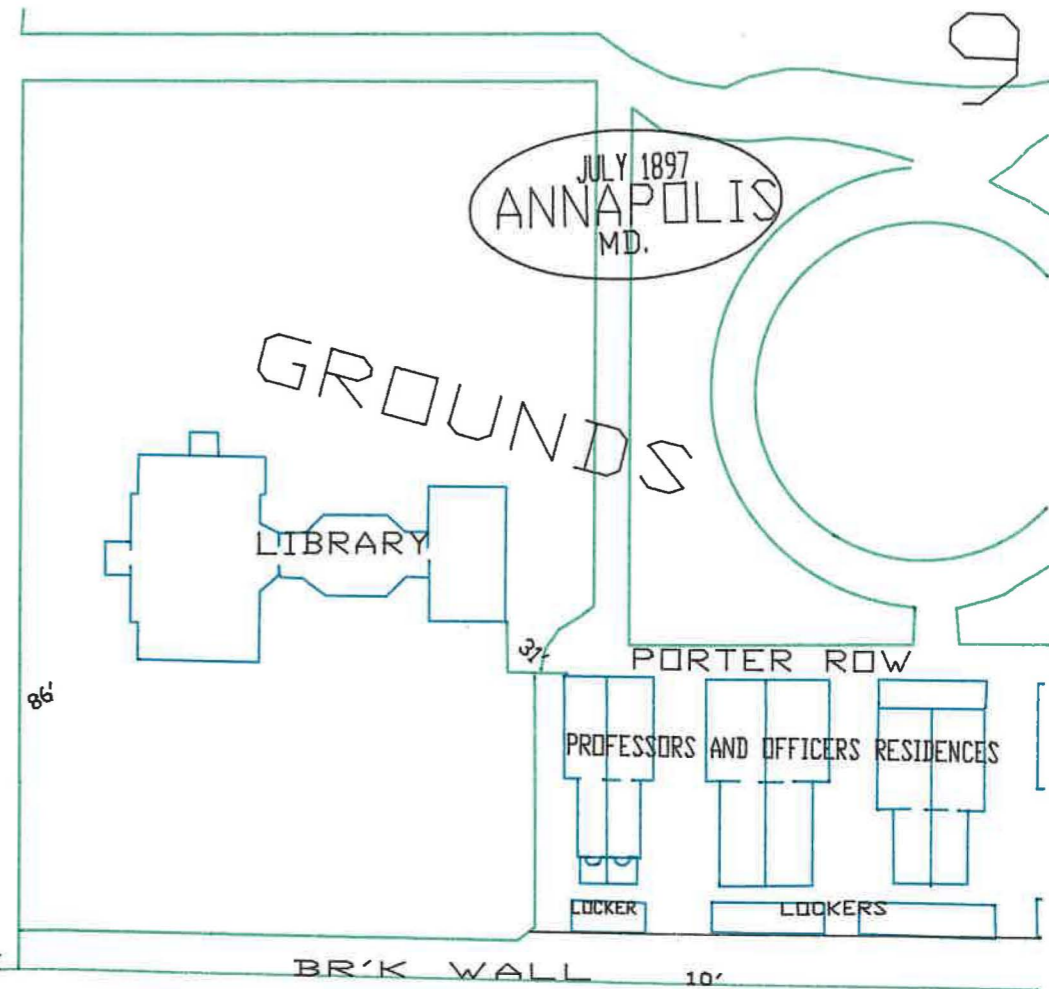 9
JULY 1897
ANNAPOLIS
MD.
GROUNDS
LIBRARY
37'
PORTER ROW
86'
PROFESSORS AND OFFICERS RESIDENCES
LOCKER
LOCKERS
BR'K WALL
10'